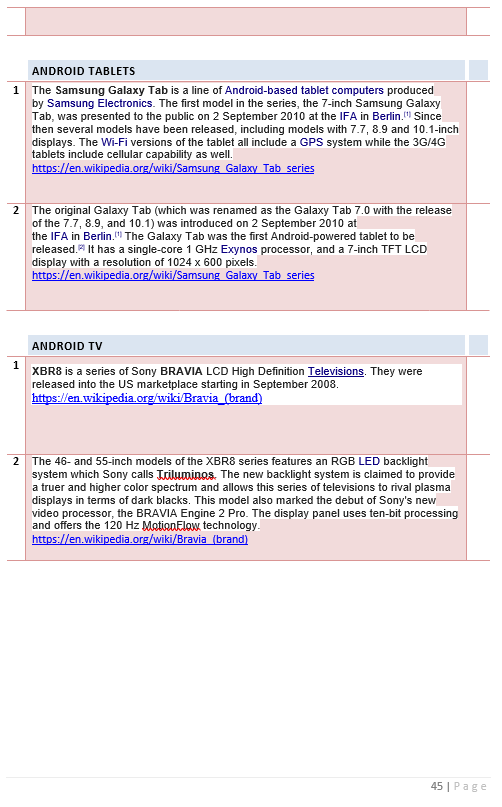 ANDROID TABLETS
1 The Samsung Galaxy Tab is a line of Android-based tablet computers produced
by Samsung Electronics. The first model in the series, the 7-inch Samsung Galaxy
Tab, was presented to the public on 2 September 2010 at the IFA in Berlin.[1] Since
then several models have been released, including models with 7.7, 8.9 and 10.1-inch
displays. The Wi-Fi versions of the tablet all include a GPS system while the 3G/4G
tablets include cellular capability as well.
https://en.wikipedia.org/wiki/Samsung_Galaxy_Tab_series
2 The original Galaxy Tab (which was renamed as the Galaxy Tab 7.0 with the release
of the 7.7, 8.9, and 10.1) was introduced on 2 September 2010 at
the IFA in Berlin.[1] The Galaxy Tab was the first Android-powered tablet to be
released.[2] It has a single-core 1 GHz Exynos processor, and a 7-inch TFT LCD
display with a resolution of 1024 x 600 pixels.
https://en.wikipedia.org/wiki/Samsung_Galaxy_Tab_series
ANDROID TV
1 XBR8 is a series of Sony BRAVIA LCD High Definition Televisions. They were
released into the US marketplace starting in September 2008.
https://en.wikipedia.org/wiki/Bravia_(brand)
2 The 46- and 55-inch models of the XBR8 series features an RGB LED backlight
system which Sony calls Triluminos. The new backlight system is claimed to provide
a truer and higher color spectrum and allows this series of televisions to rival plasma
displays in terms of dark blacks. This model also marked the debut of Sony's new
video processor, the BRAVIA Engine 2 Pro. The display panel uses ten-bit processing
and offers the 120 Hz MotionFlow technology.
https://en.wikipedia.org/wiki/Bravia_(brand)
45 | Page